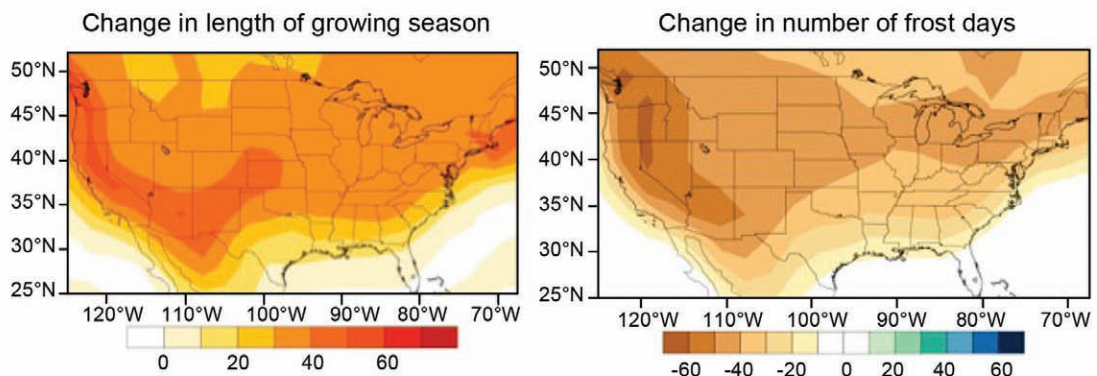 Change in length of growing season
50°N
45°N
40°N
35°N
30°N
25°N
120°W 110°W 100°W 90°W 80°W 70°W
0 20 40 60
Change in number of frost days
50°N
45°N
40°N
35°N
30°N
25°N
120°W 110°W 100°W 90°W 80°W 70°W
-60 -40 -20 0 20 40 60